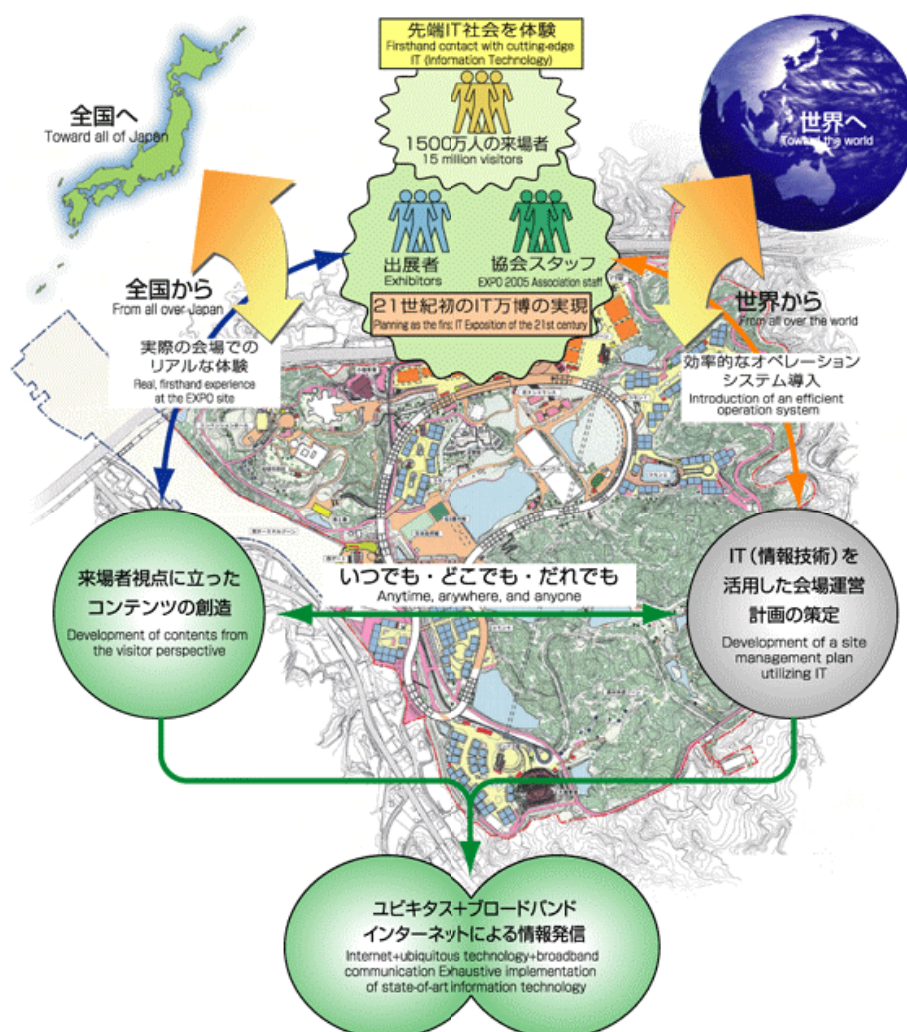 先端IT社会を体験
Firsthand contact with cutting-edge
IT (Information Technology)
全国へ
Toward all of Japan
世界へ
Toward the world
1500万人の来場者
15 million visitors
出展者
Exhibitors
協会スタッフ
EXPO 2005 Association staff
21世紀初のIT万博の実現
Planning as the first IT Exposition of the 21st century
全国から
From all over Japan
世界から
From all over the world
実際の会場での
リアルな体験
Real, firsthand experience
at the EXPO site
効率的なオペレーション
システム導入
Introduction of an efficient
operation system
来場者視点に立った
コンテンツの創造
Development of contents from
the visitor perspective
いつでも・どこでも・だれでも
Anytime, anywhere, and anyone
IT(情報技術)を
活用した会場運営
計画の策定
Development of a site
management plan
utilizing IT
ユビキタス+ブロードバンド
インターネットによる情報発信
Internet+ubiquitous technology+broadband
communication Exhaustive implementation
of state-of-art information technology